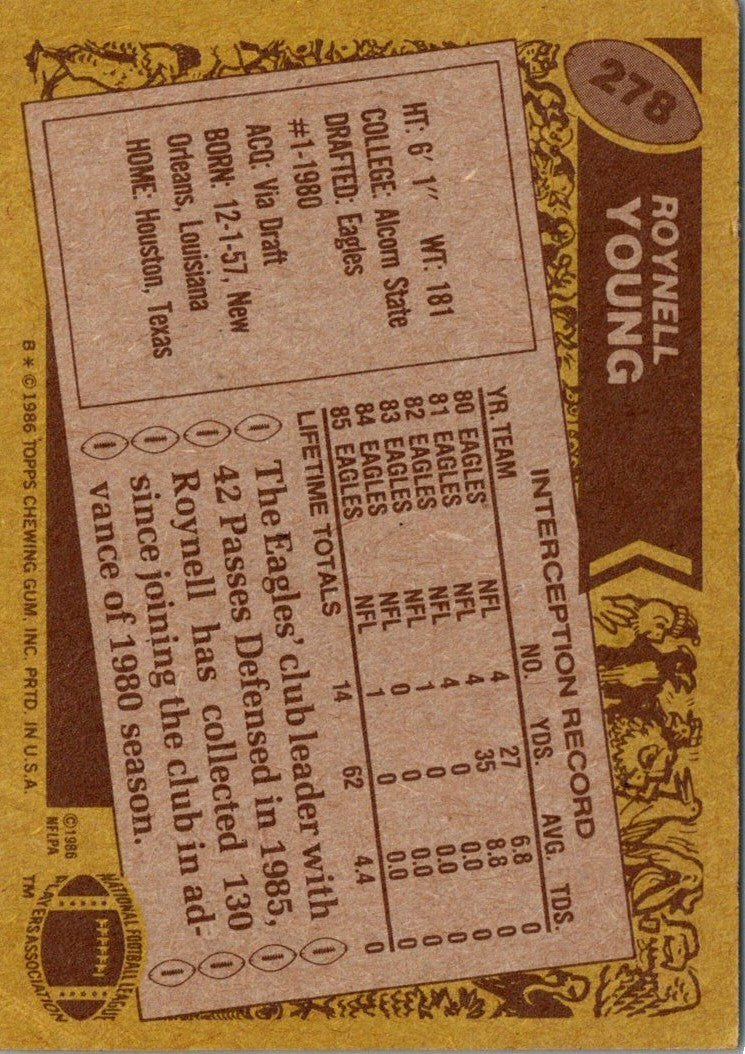 278
ROYNELL
YOUNG
HT: 6' 1" WT: 181
COLLEGE: Alcorn State
DRAFTED: Eagles
#1-1980
ACQ: Via Draft
BORN: 12-1-57, New
Orleans, Louisiana
HOME: Houston, Texas
INTERCEPTION RECORD
YR. TEAM NO. YDS. AVG. TDS.
80 EAGLES NFL 4 27 6.8 0
81 EAGLES NFL 4 35 8.8 0
82 EAGLES NFL 4 0 0.0 0
83 EAGLES NFL 1 0 0.0 0
84 EAGLES NFL 0 0 0.0 0
85 EAGLES NFL 1 0 0.0 0
LIFETIME TOTALS 14 62 4.4 0
The Eagles' club leader with
42 Passes Defensed in 1985,
Roynell has collected 130
since joining the club in ad-
vance of 1980 season.
B * © 1986 TOPPS CHEWING GUM, INC. PRTD. IN U.S.A.
©1986
NFLPA
TM
NATIONAL FOOTBALL LEAGUE
PLAYERS ASSOCIATION